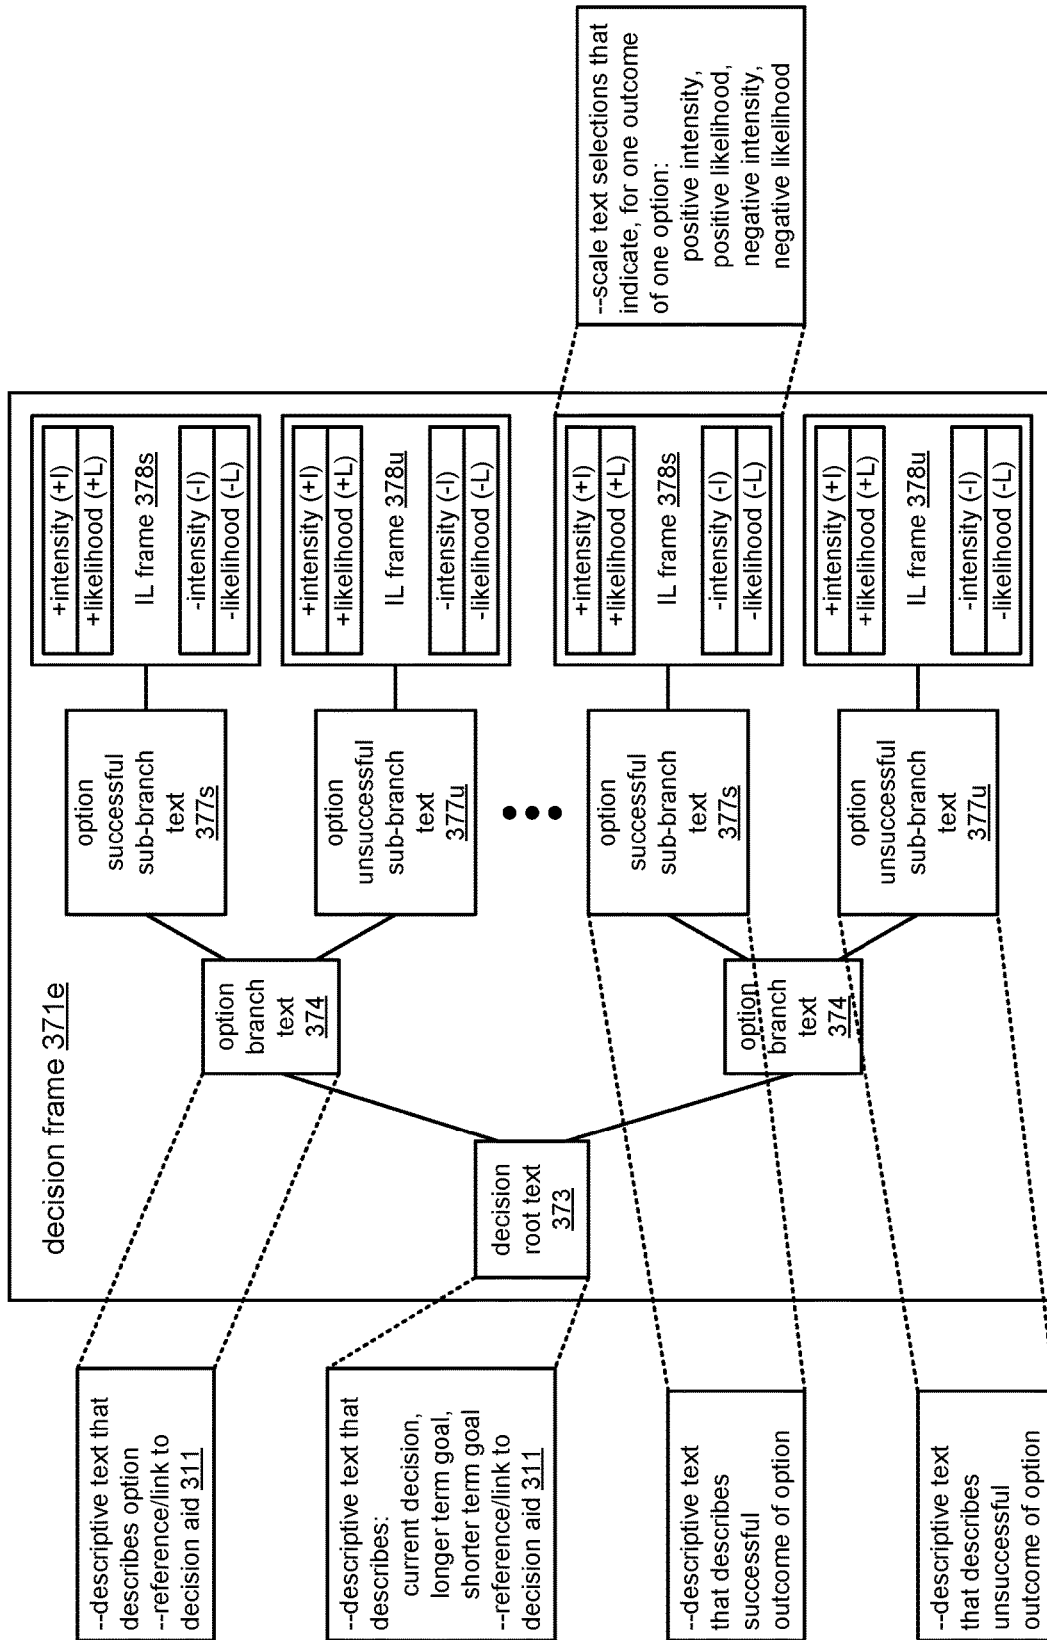 --descriptive text that
describes option
--reference/link to
decision aid 311
--descriptive text that
describes:
current decision,
longer term goal,
shorter term goal
--reference/link to
decision aid 311
--descriptive text
that describes
successful
outcome of option
--descriptive text
that describes
unsuccessful
outcome of option
decision frame 371e
decision
root text
373
option
branch
text
374
option
branch
text
374
option
successful
sub-branch
text
377s
option
unsuccessful
sub-branch
text
377u
option
successful
sub-branch
text
377s
option
unsuccessful
sub-branch
text
377u
+intensity (+I)
+likelihood (+L)
IL frame 378s
-intensity (-I)
-likelihood (-L)
+intensity (+I)
+likelihood (+L)
IL frame 378u
-intensity (-I)
-likelihood (-L)
+intensity (+I)
+likelihood (+L)
IL frame 378s
-intensity (-I)
-likelihood (-L)
+intensity (+I)
+likelihood (+L)
IL frame 378u
-intensity (-I)
-likelihood (-L)
--scale text selections that
indicate, for one outcome
of one option:
positive intensity,
positive likelihood,
negative intensity,
negative likelihood